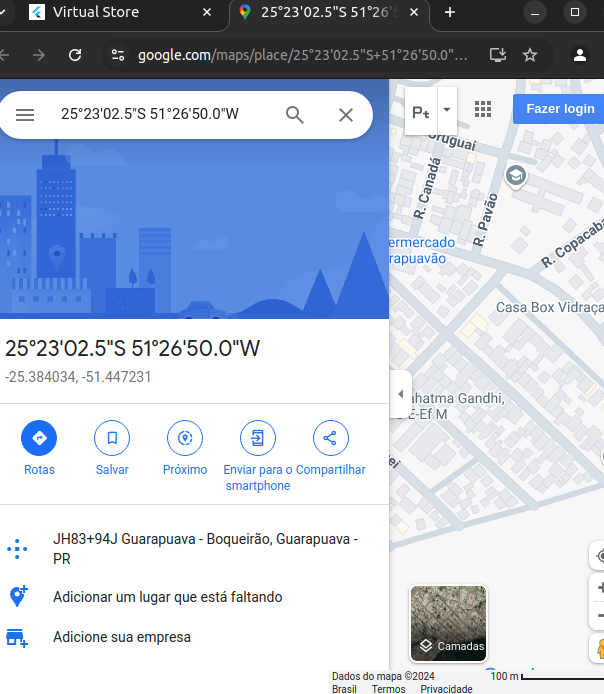 Virtual Store
25°23'02.5"S 51°26'5
google.com/maps/place/25°23'02.5"S+51°26'50.0"...
25°23'02.5"S 51°26'50.0"W
Pt
Fazer login
ruguai
R. Canadá
R. Pavão
R. Copacaba
ermercado
rapuavão
Casa Box Vidraça
25°23'02.5"S 51°26'50.0"W
-25.384034, -51.447231
hatma Gandhi,
E-Ef M
Rotas
Salvar
Próximo
Enviar para o
smartphone
Compartilhar
ei
JH83+94J Guarapuava - Boqueirão, Guarapuava -
PR
Adicionar um lugar que está faltando
Adicione sua empresa
Camadas
Dados do mapa ©2024
100 m
Brasil
Termos
Privacidade